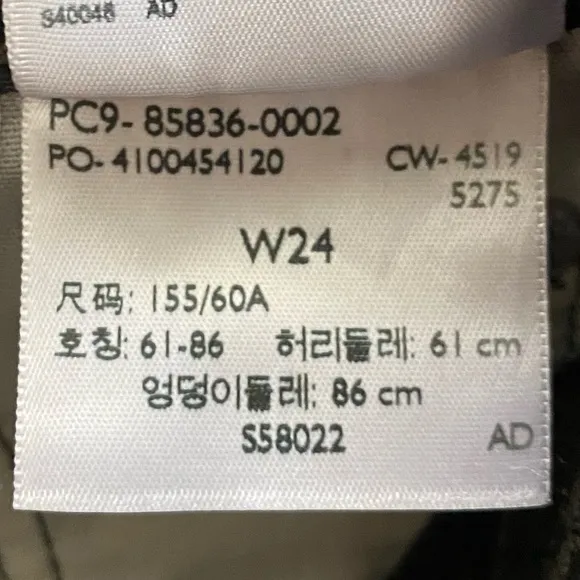 S40048 AD
PC9-85836-0002
PO-4100454120 CW-4519
5275
W24
尺码: 155/60A
호칭: 61-86 허리둘레: 61 cm
엉덩이둘레: 86 cm
S58022 AD